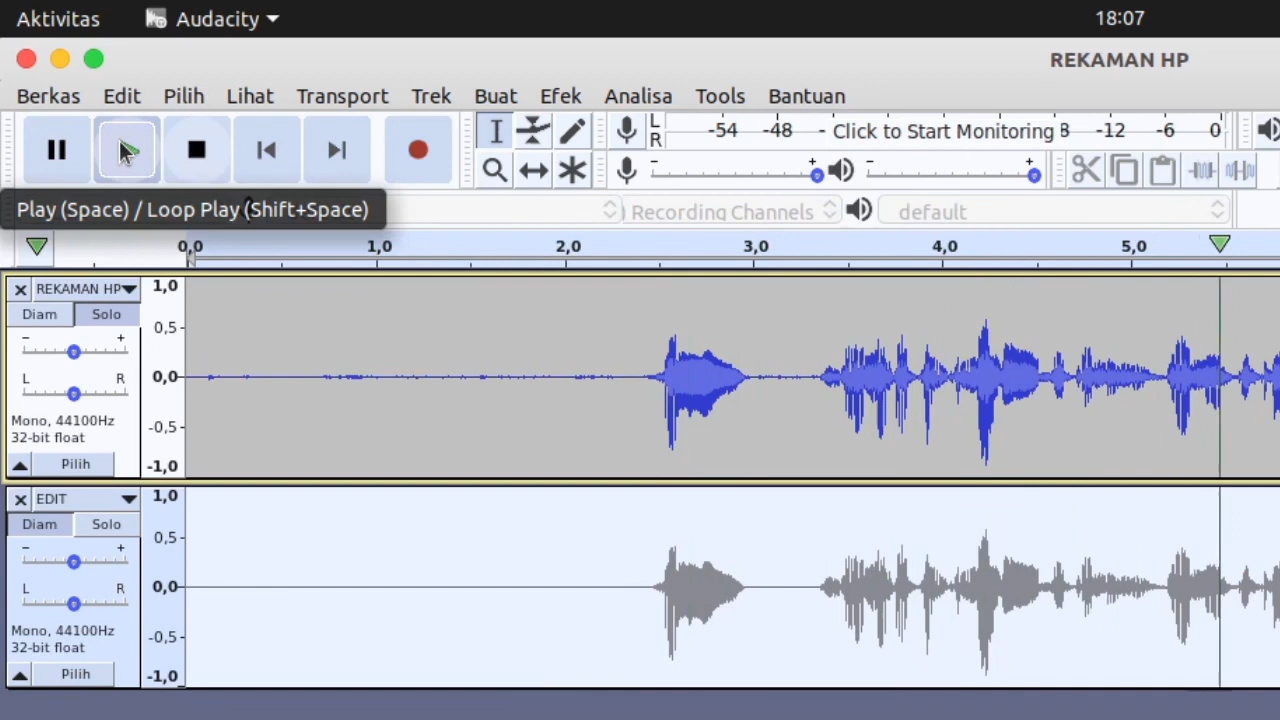 Aktivitas Audacity 18:07
REKAMAN HP
Berkas Edit Pilih Lihat Transport Trek Buat Efek Analisa Tools Bantuan
L
R
-54 -48 - Click to Start Monitoring 8 -12 -6 0
- + - +
Play (Space) / Loop Play (Shift+Space)
) Recording Channels default
0,0 1,0 2,0 3,0 4,0 5,0
REKAMAN HP
Diam Solo
- +
L R
Mono, 44100Hz
32-bit float
Pilih
1,0
0,5-
0,0-
-0,5-
-1,0
EDIT
Diam Solo
- +
L R
Mono, 44100Hz
32-bit float
Pilih
1,0
0,5-
0,0-
-0,5-
-1,0